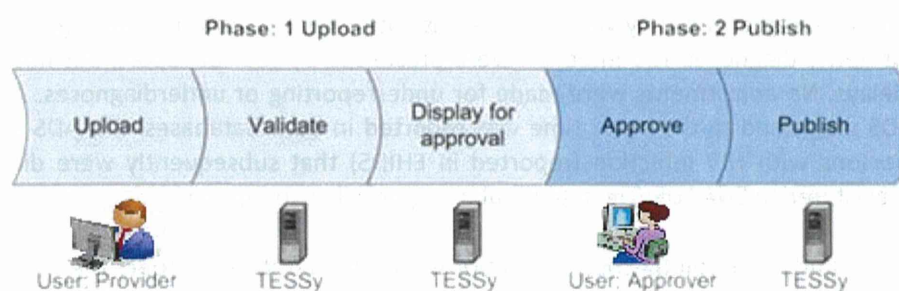 Phase: 1 Upload
Phase: 2 Publish
Upload
Validate
Display for
approval
Approve
Publish
User: Provider
TESSy
TESSy
User: Approver
TESSy